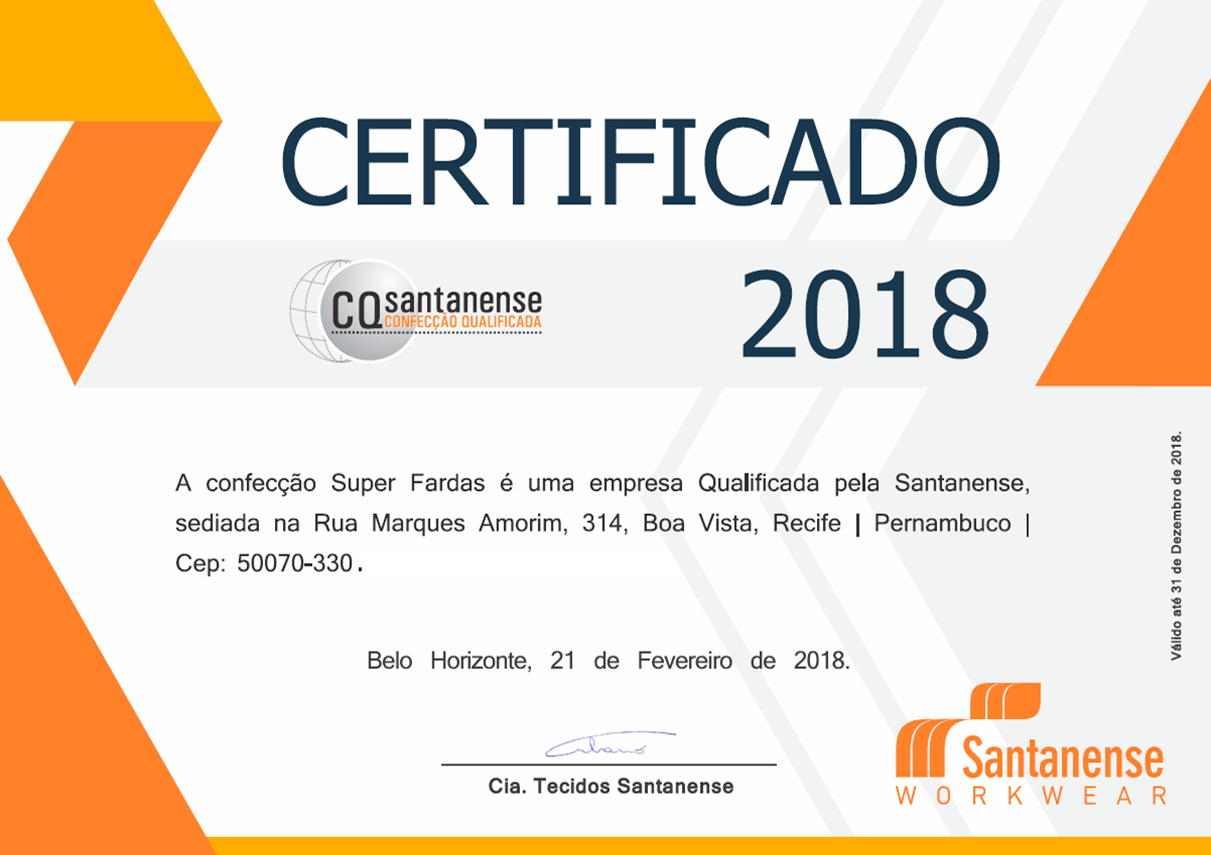 CERTIFICADO
CQ santanense
CONFECÇÃO QUALIFICADA
2018
A confecção Super Fardas é uma empresa Qualificada pela Santanense,
sediada na Rua Marques Amorim, 314, Boa Vista, Recife | Pernambuco |
Cep: 50070-330.
Belo Horizonte, 21 de Fevereiro de 2018.
Cia. Tecidos Santanense
Válido até 31 de Dezembro de 2018.
Santanense
WORKWEAR